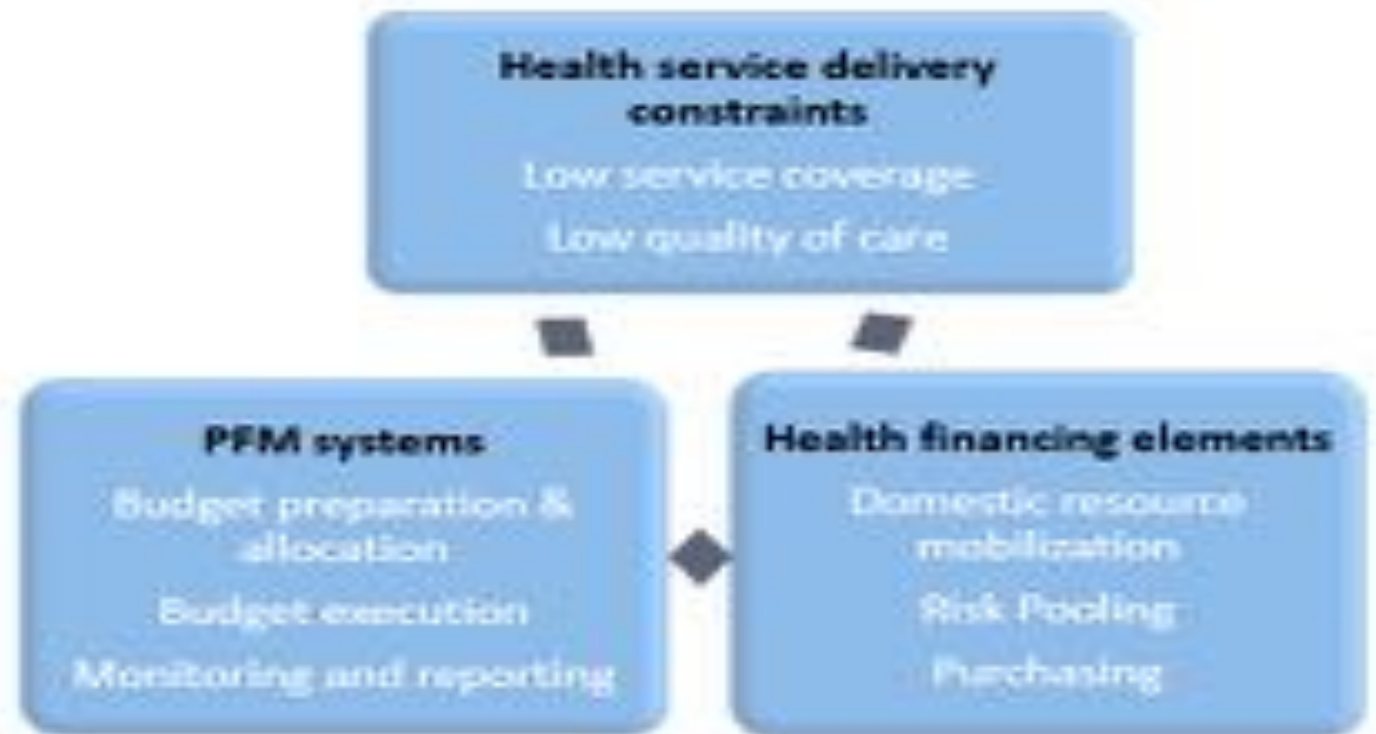 Health service delivery
constraints
Low service coverage
Low quality of care
PFM systems
Budget preparation &
allocation
Budget execution
Monitoring and reporting
Health financing elements
Domestic resource
mobilization
Risk Pooling
Purchasing